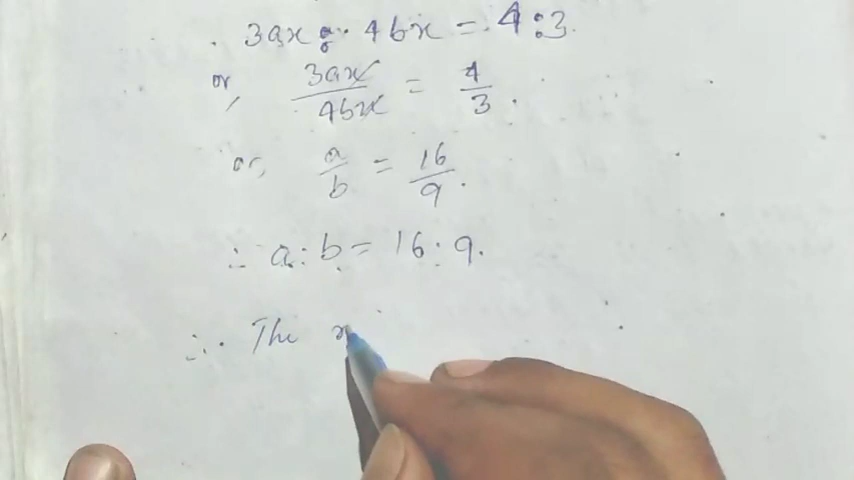 . 3ax : 4bx = 4:3.
or, 3ax/4bx = 4/3.
or, a/b = 16/9.
∴ a:b = 16:9.
∴ The